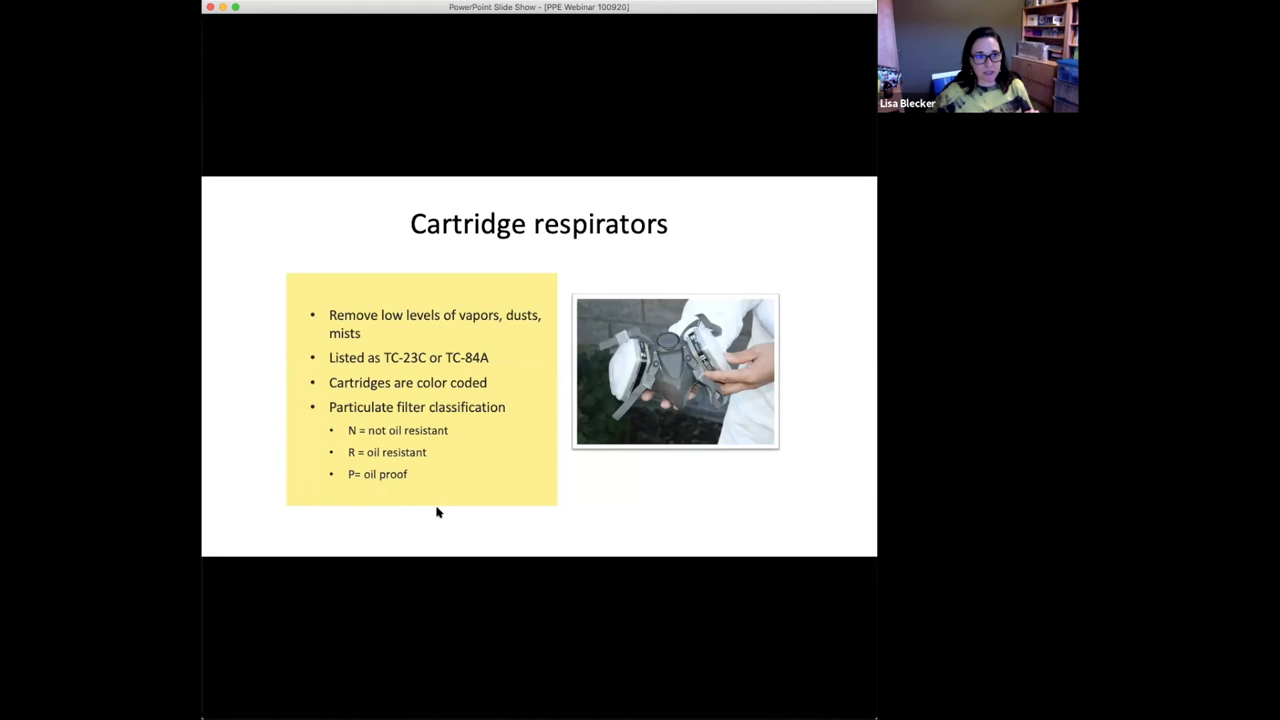 PowerPoint Slide Show - [PPE Webinar 100920]
Lisa Blecker
Cartridge respirators
• Remove low levels of vapors, dusts,
mists
• Listed as TC-23C or TC-84A
• Cartridges are color coded
• Particulate filter classification
• N = not oil resistant
• R = oil resistant
• P= oil proof